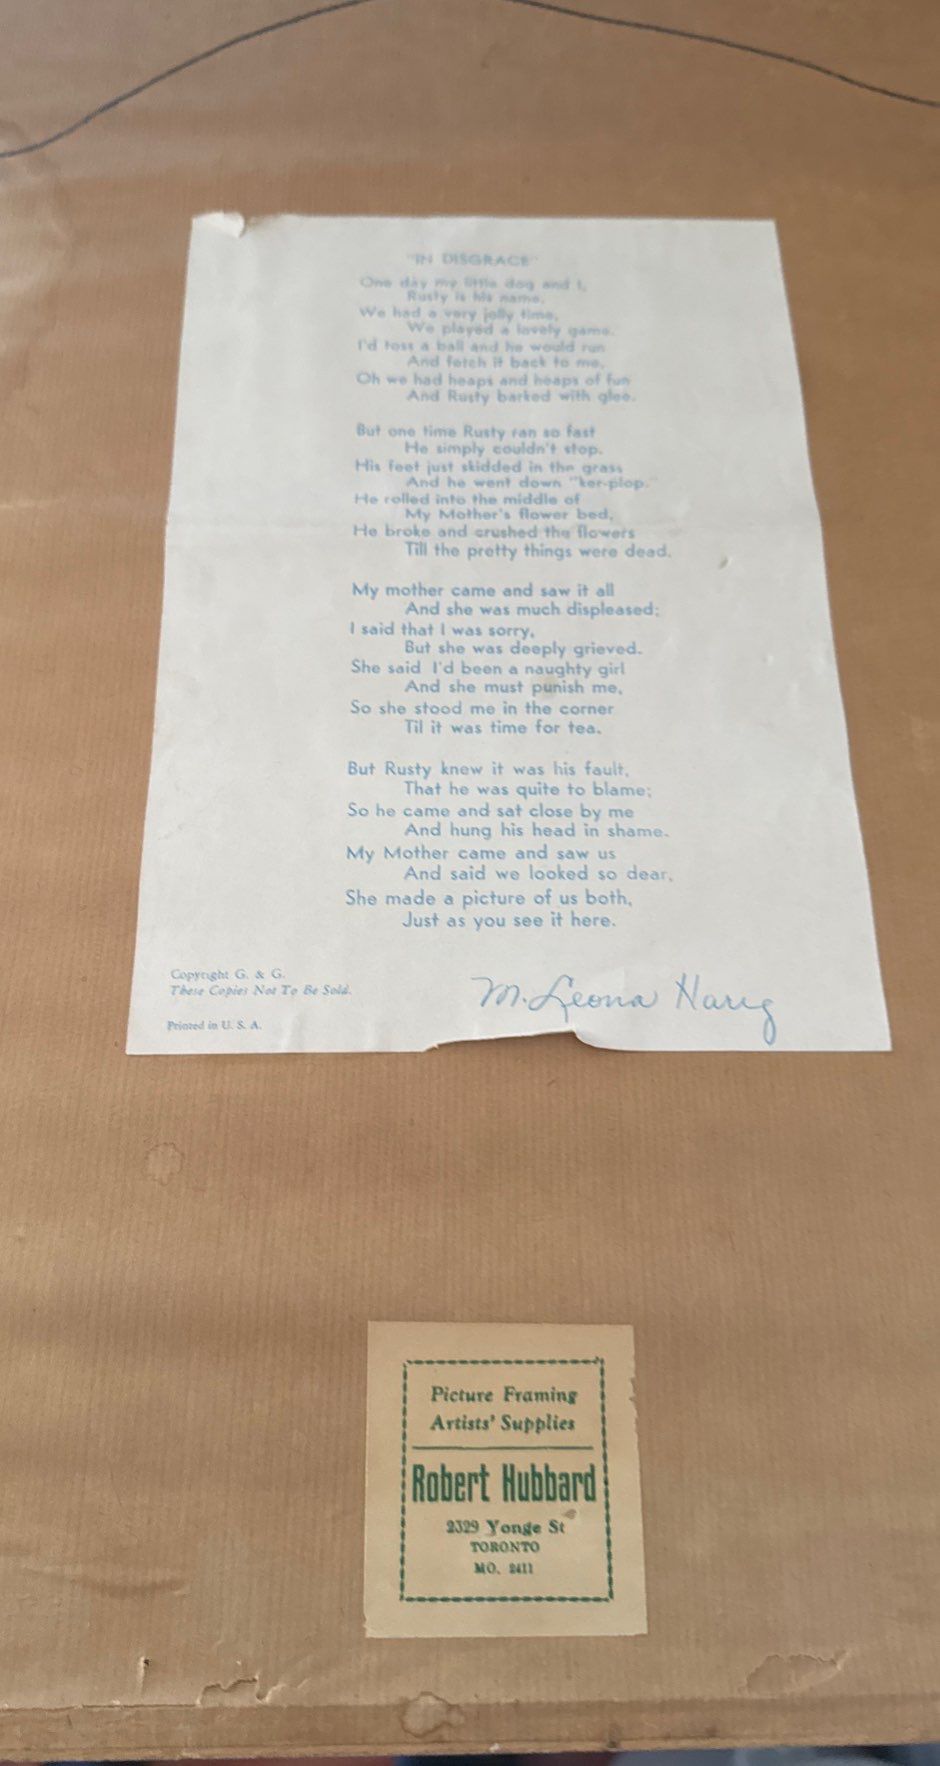 "IN DISGRACE"
One day my little dog and I,
Rusty is his name,
We had a very jolly time,
We played a lovely game.
I'd toss a ball and he would run
And fetch it back to me,
Oh we had heaps and heaps of fun
And Rusty barked with glee.
But one time Rusty ran so fast
He simply couldn't stop.
His feet just skidded in the grass
And he went down "ker-plop."
He rolled into the middle of
My Mother's flower bed,
He broke and crushed the flowers
Till the pretty things were dead.
My mother came and saw it all
And she was much displeased;
I said that I was sorry,
But she was deeply grieved.
She said I'd been a naughty girl
And she must punish me,
So she stood me in the corner
Til it was time for tea.
But Rusty knew it was his fault,
That he was quite to blame;
So he came and sat close by me
And hung his head in shame.
My Mother came and saw us
And said we looked so dear,
She made a picture of us both,
Just as you see it here.
Copyright G. & G.
These Copies Not To Be Sold.
M. Leona Harig
Printed in U. S. A.
Picture Framing
Artists' Supplies
Robert Hubbard
2329 Yonge St
TORONTO
MO. 2411